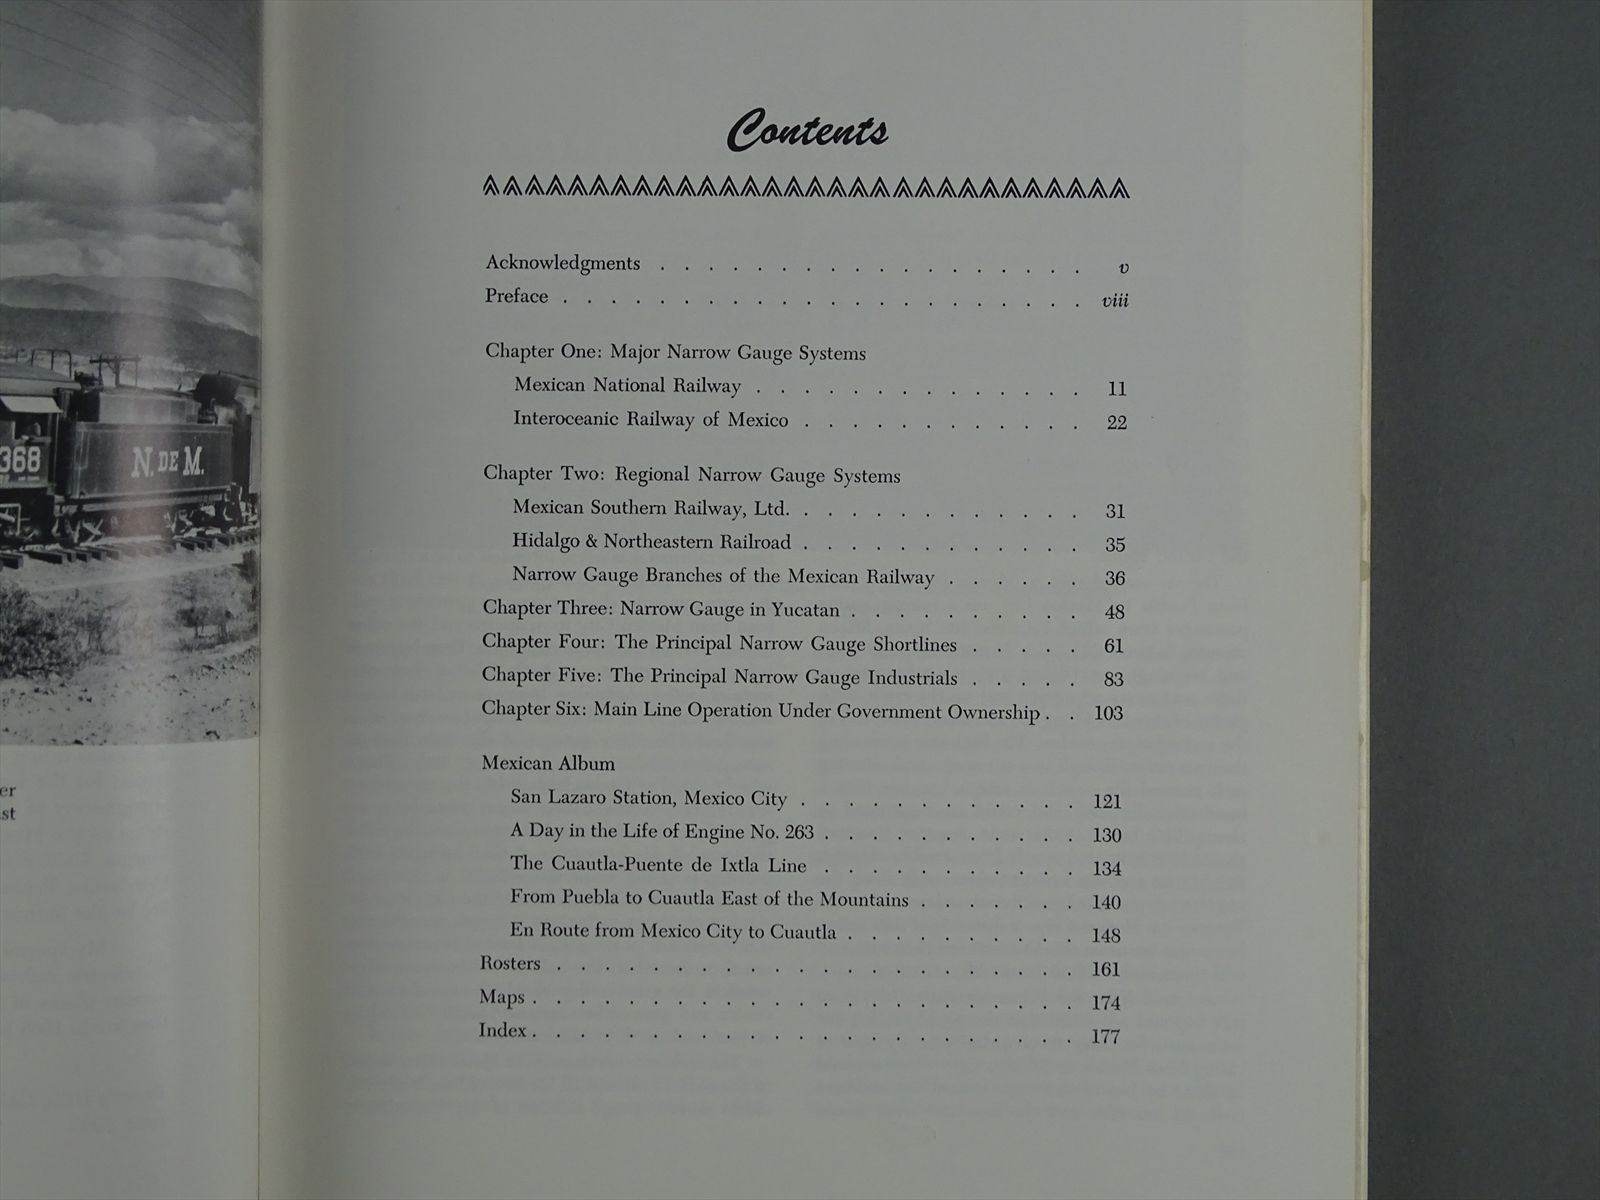 Contents
Acknowledgments . . . . . . . . . . . . . . . . . . v
Preface . . . . . . . . . . . . . . . . . . . . . . viii
Chapter One: Major Narrow Gauge Systems
Mexican National Railway . . . . . . . . . . . . . . 11
Interoceanic Railway of Mexico . . . . . . . . . . . . 22
Chapter Two: Regional Narrow Gauge Systems
Mexican Southern Railway, Ltd. . . . . . . . . . . . . 31
Hidalgo & Northeastern Railroad . . . . . . . . . . . . 35
Narrow Gauge Branches of the Mexican Railway . . . . . . 36
Chapter Three: Narrow Gauge in Yucatan . . . . . . . . . . 48
Chapter Four: The Principal Narrow Gauge Shortlines . . . . . 61
Chapter Five: The Principal Narrow Gauge Industrials . . . . . 83
Chapter Six: Main Line Operation Under Government Ownership . . 103
Mexican Album
San Lazaro Station, Mexico City . . . . . . . . . . . . 121
A Day in the Life of Engine No. 263 . . . . . . . . . . . 130
The Cuautla-Puente de Ixtla Line . . . . . . . . . . . 134
From Puebla to Cuautla East of the Mountains . . . . . . . 140
En Route from Mexico City to Cuautla . . . . . . . . . . 148
Rosters . . . . . . . . . . . . . . . . . . . . . . 161
Maps . . . . . . . . . . . . . . . . . . . . . . . 174
Index . . . . . . . . . . . . . . . . . . . . . . . 177
368
N. DE M.
er
st